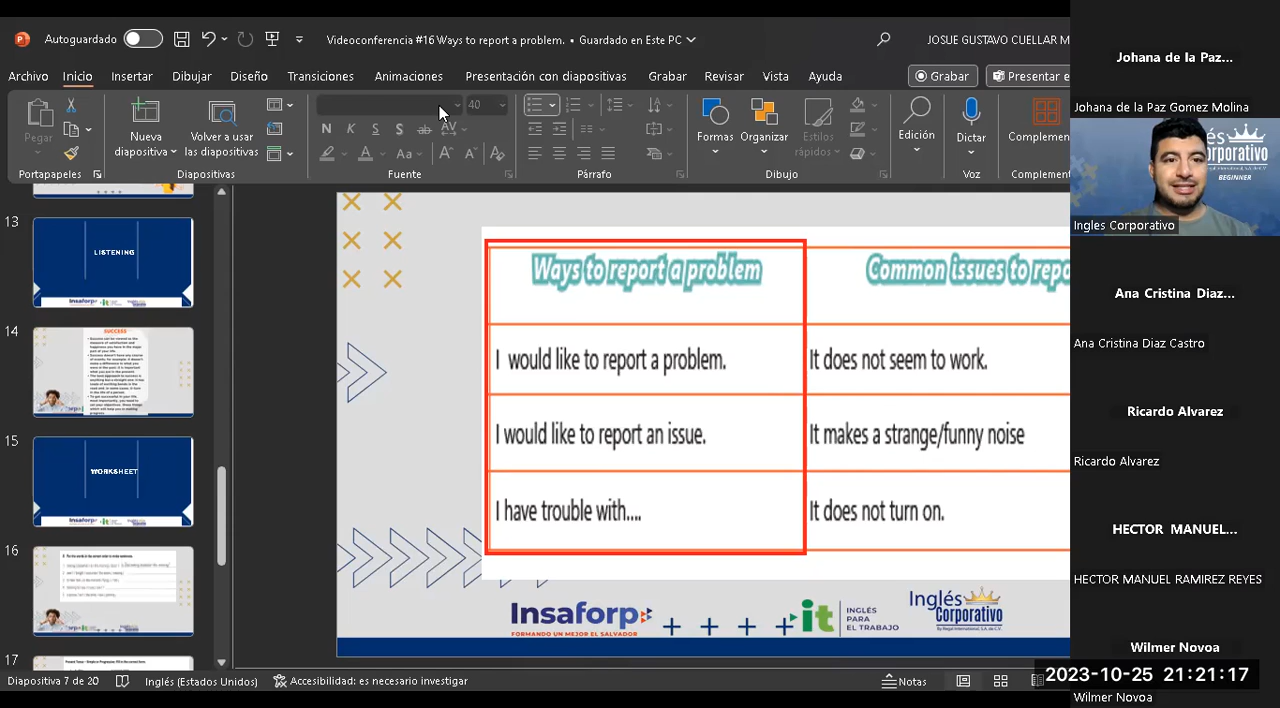 Autoguardado
Videoconferencia #16 Ways to report a problem. • Guardado en Este PC
JOSUE GUSTAVO CUELLAR M
Archivo Inicio Insertar Dibujar Diseño Transiciones Animaciones Presentación con diapositivas Grabar Revisar Vista Ayuda
Grabar
Presentar e
40
Pegar
Nueva diapositiva
Volver a usar las diapositivas
N K S S ab AV
A Aa A A A
Formas
Organizar
Estilos rápidos
Edición
Dictar
Complemen
Portapapeles
Diapositivas
Fuente
Párrafo
Dibujo
Voz
Complement
13
LISTENING
14
SUCCESS
15
WORKSHEET
16
17
Ways to report a problem
Common issues to repo
I would like to report a problem.
It does not seem to work.
I would like to report an issue.
It makes a strange/funny noise
I have trouble with....
It does not turn on.
Insaforp
FORMANDO UN MEJOR EL SALVADOR
it
INGLÉS PARA EL TRABAJO
Inglés Corporativo
Diapositiva 7 de 20
Inglés (Estados Unidos)
Accesibilidad: es necesario investigar
Notas
Johana de la Paz...
Johana de la Paz Gomez Molina
és
orporativo
BEGINNER
Ingles Corporativo
Ana Cristina Diaz...
Ana Cristina Diaz Castro
Ricardo Alvarez
Ricardo Alvarez
HECTOR MANUEL...
HECTOR MANUEL RAMIREZ REYES
Wilmer Novoa
2023-10-25 21:21:17
Wilmer Novoa